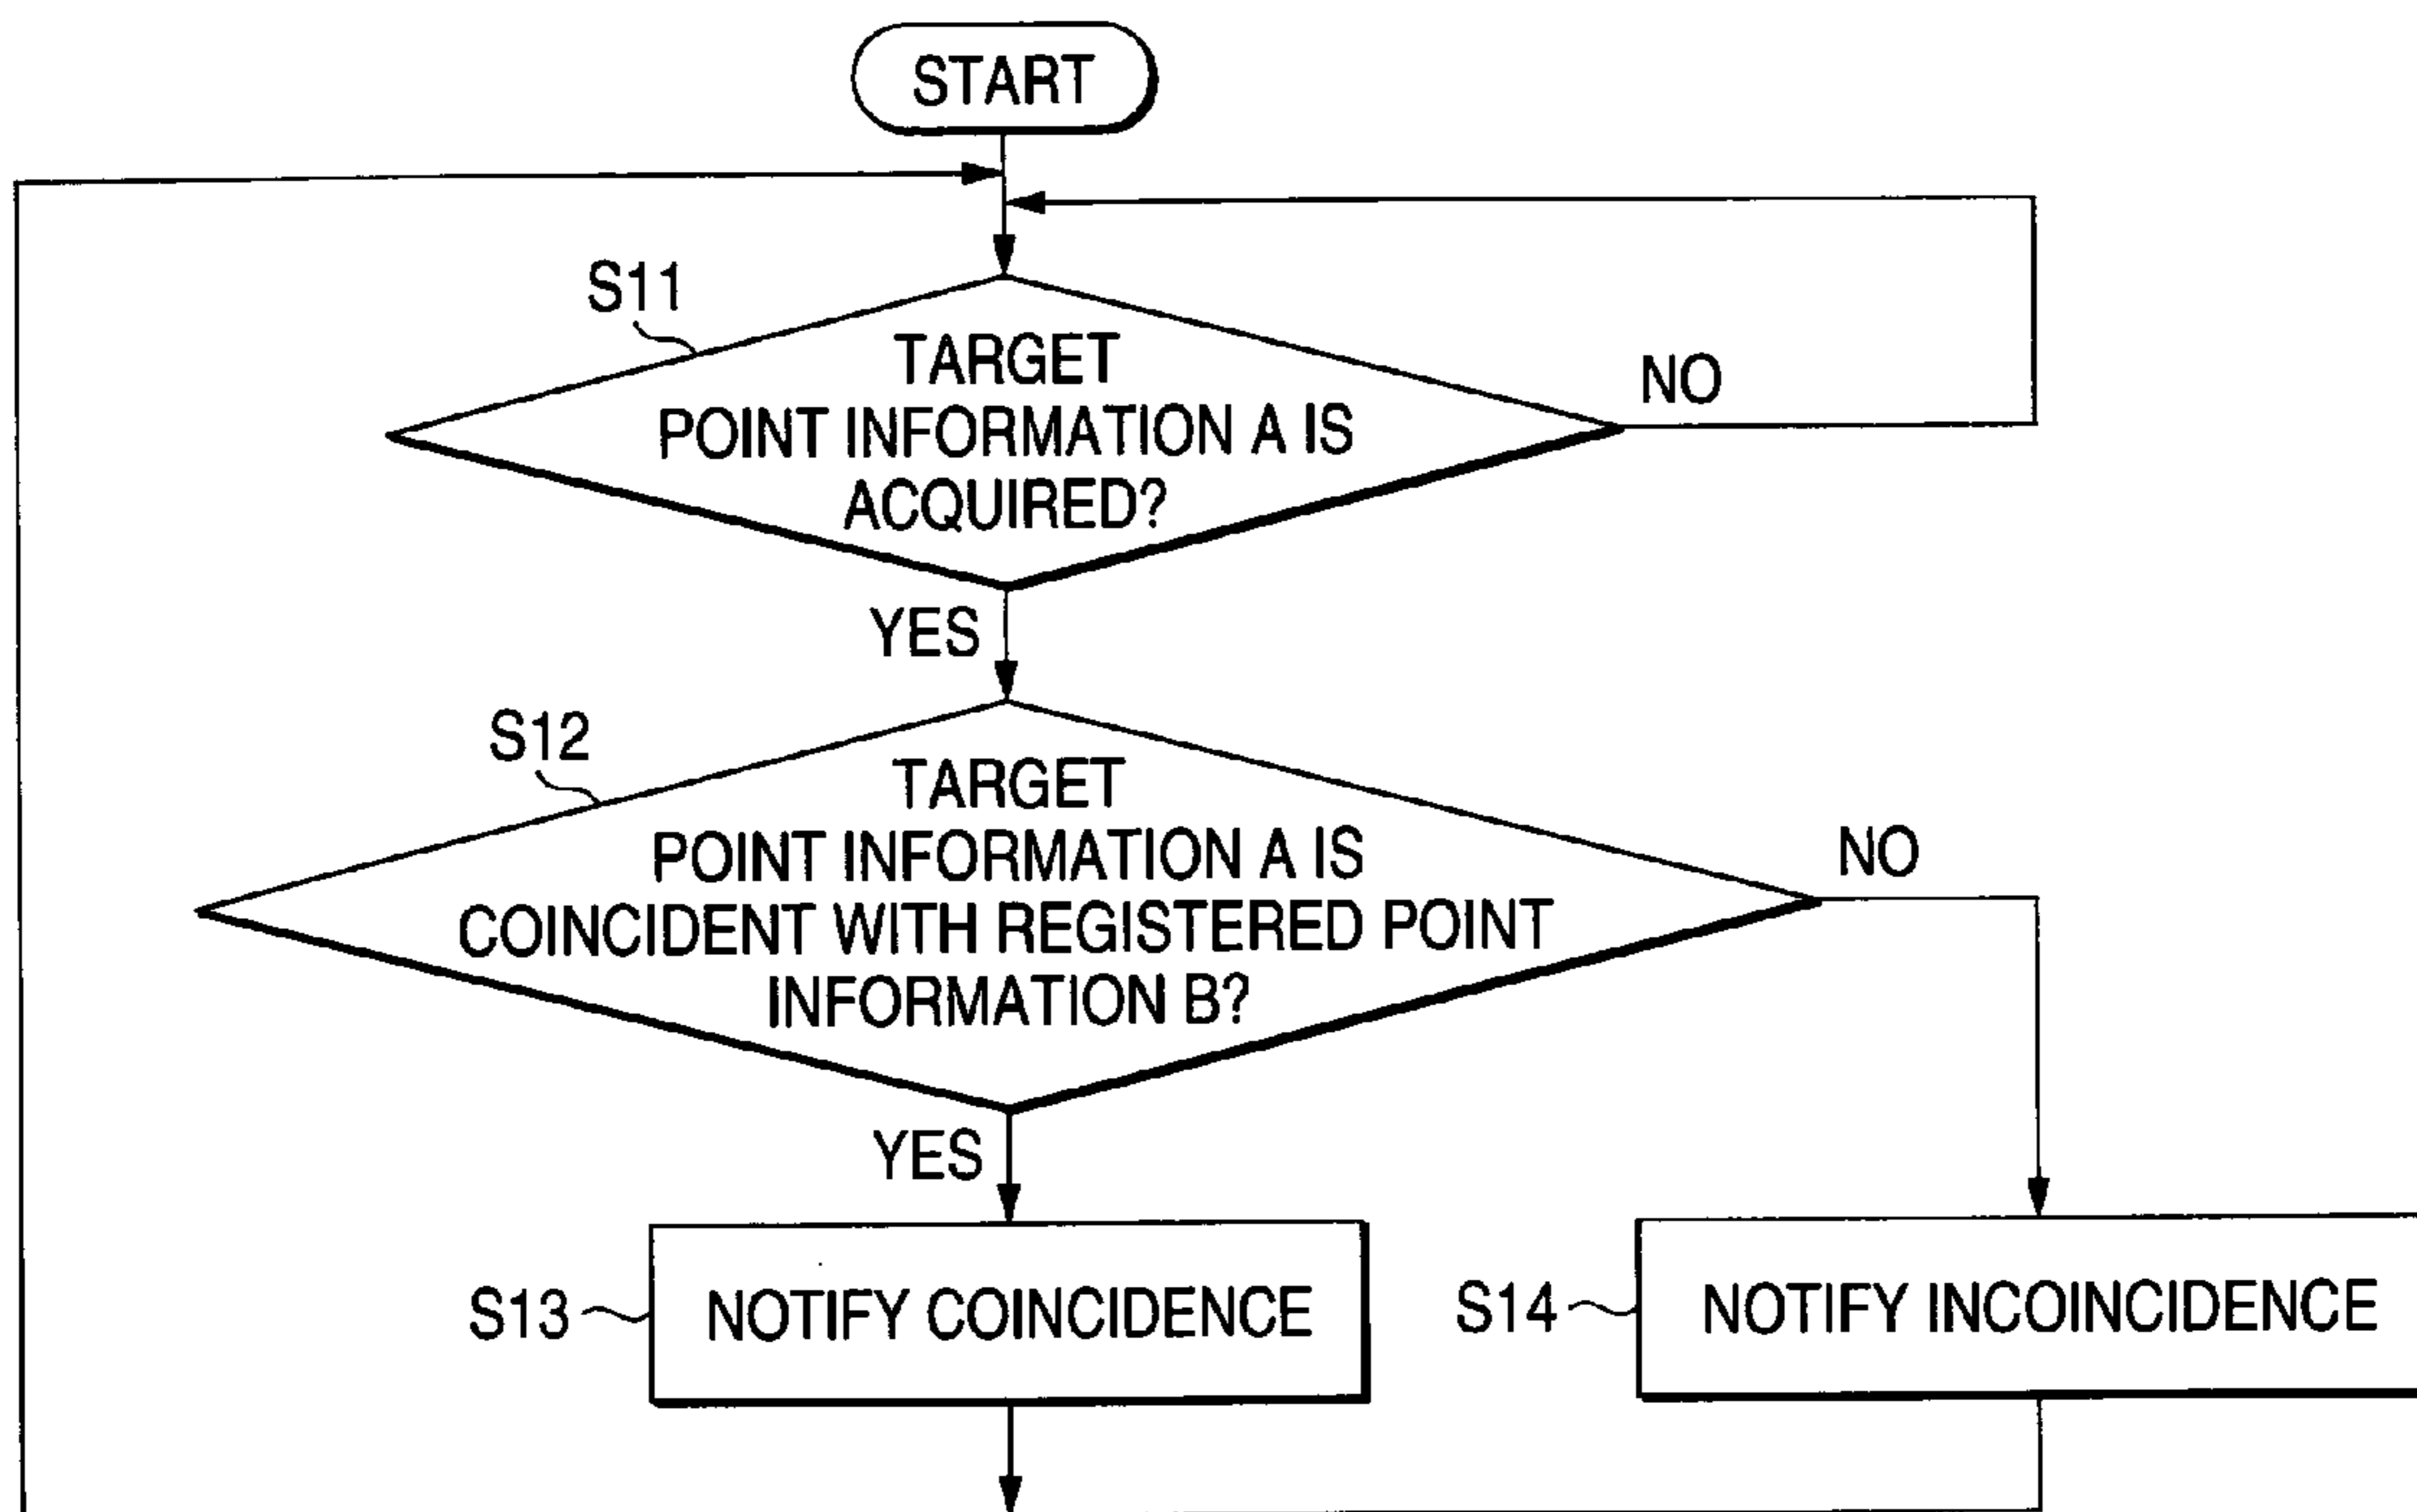 START
S11
TARGET
POINT INFORMATION A IS
ACQUIRED?
NO
YES
S12
TARGET
POINT INFORMATION A IS
COINCIDENT WITH REGISTERED POINT
INFORMATION B?
NO
YES
S13
NOTIFY COINCIDENCE
S14
NOTIFY INCOINCIDENCE